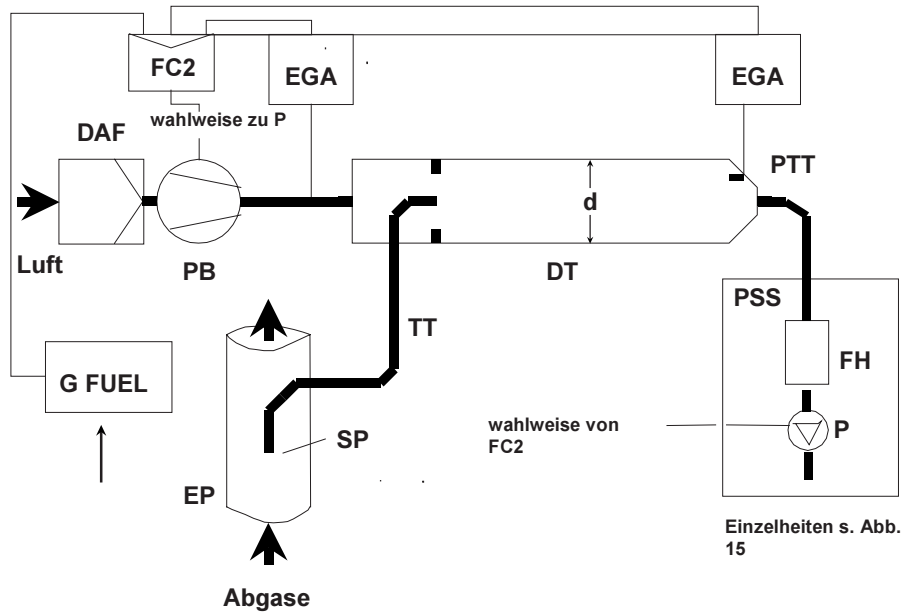 FC2
EGA
EGA
wahlweise zu P
DAF
PTT
d
Luft
PB
DT
PSS
TT
FH
G FUEL
wahlweise von
FC2
P
SP
EP
Einzelheiten s. Abb.
15
Abgase